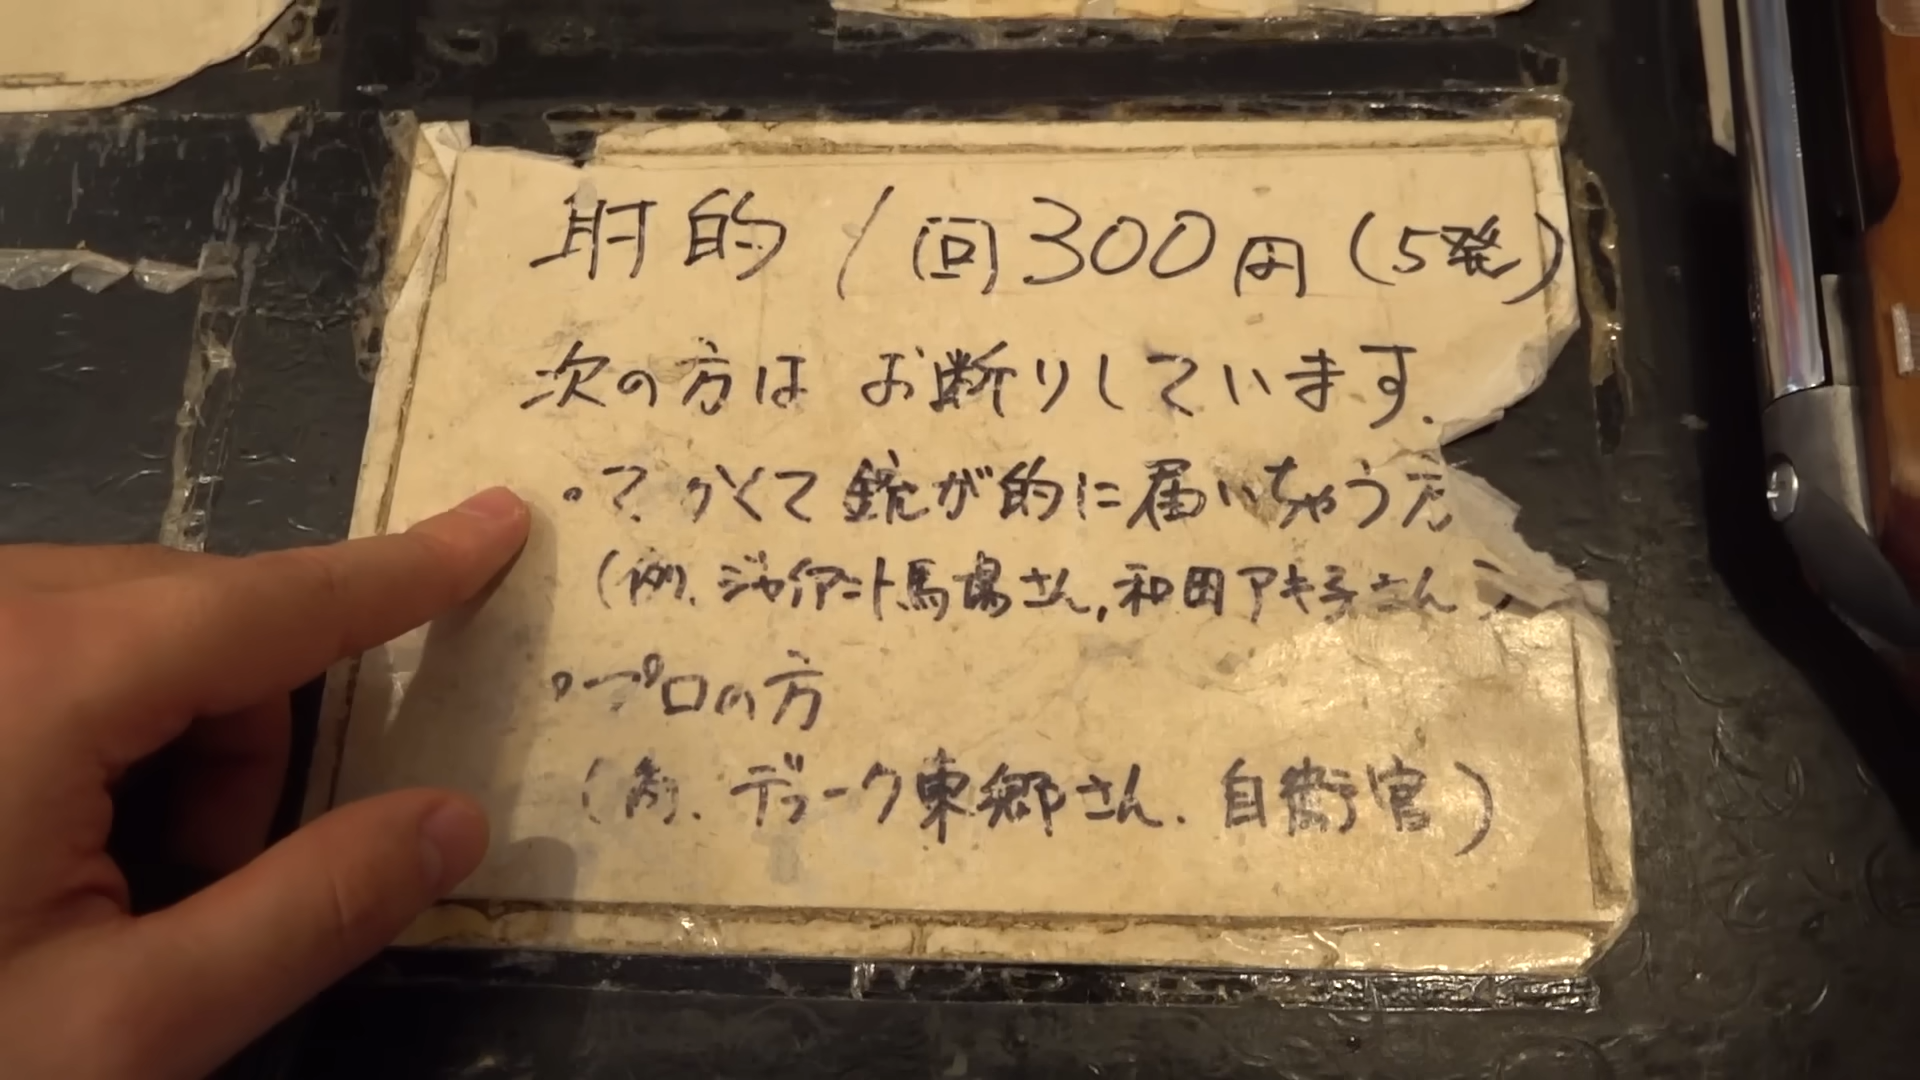 射的 1回300円(5発)
次の方は お断りしています.
・でかくて銃が的に届いちゃう方
(例、ジャイアント馬場さん,和田アキ子さん)
・プロの方
(例、デューク東郷さん、自衛官)